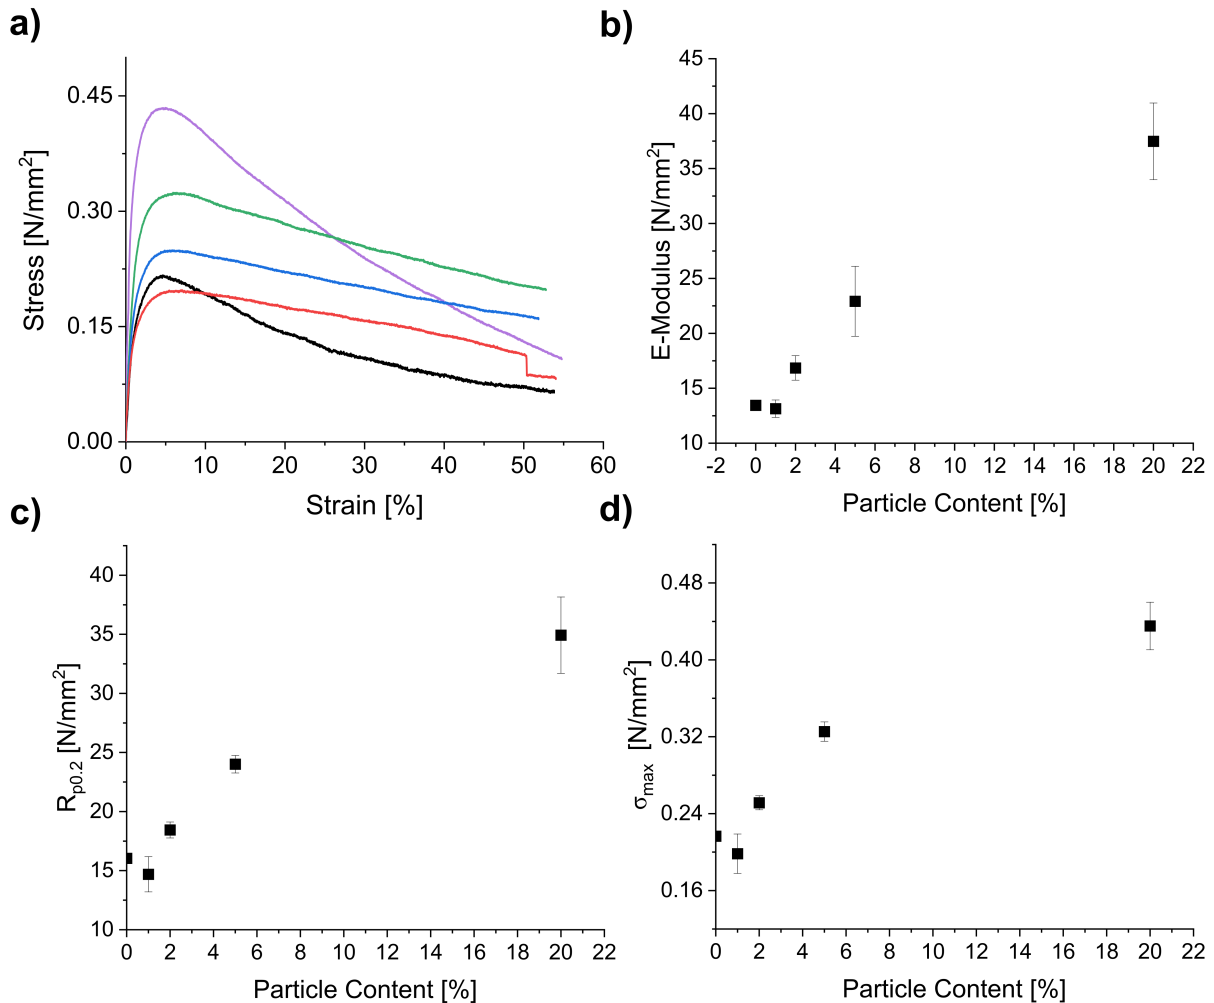 a)
Stress [N/mm²]
0.45
0.30
0.15
0.00
0 10 20 30 40 50 60
Strain [%]
b)
E-Modulus [N/mm²]
45
40
35
30
25
20
15
10
-2 0 2 4 6 8 10 12 14 16 18 20 22
Particle Content [%]
c)
Rp0.2 [N/mm²]
40
35
30
25
20
15
10
0 2 4 6 8 10 12 14 16 18 20 22
Particle Content [%]
d)
σmax [N/mm²]
0.48
0.40
0.32
0.24
0.16
0 2 4 6 8 10 12 14 16 18 20 22
Particle Content [%]